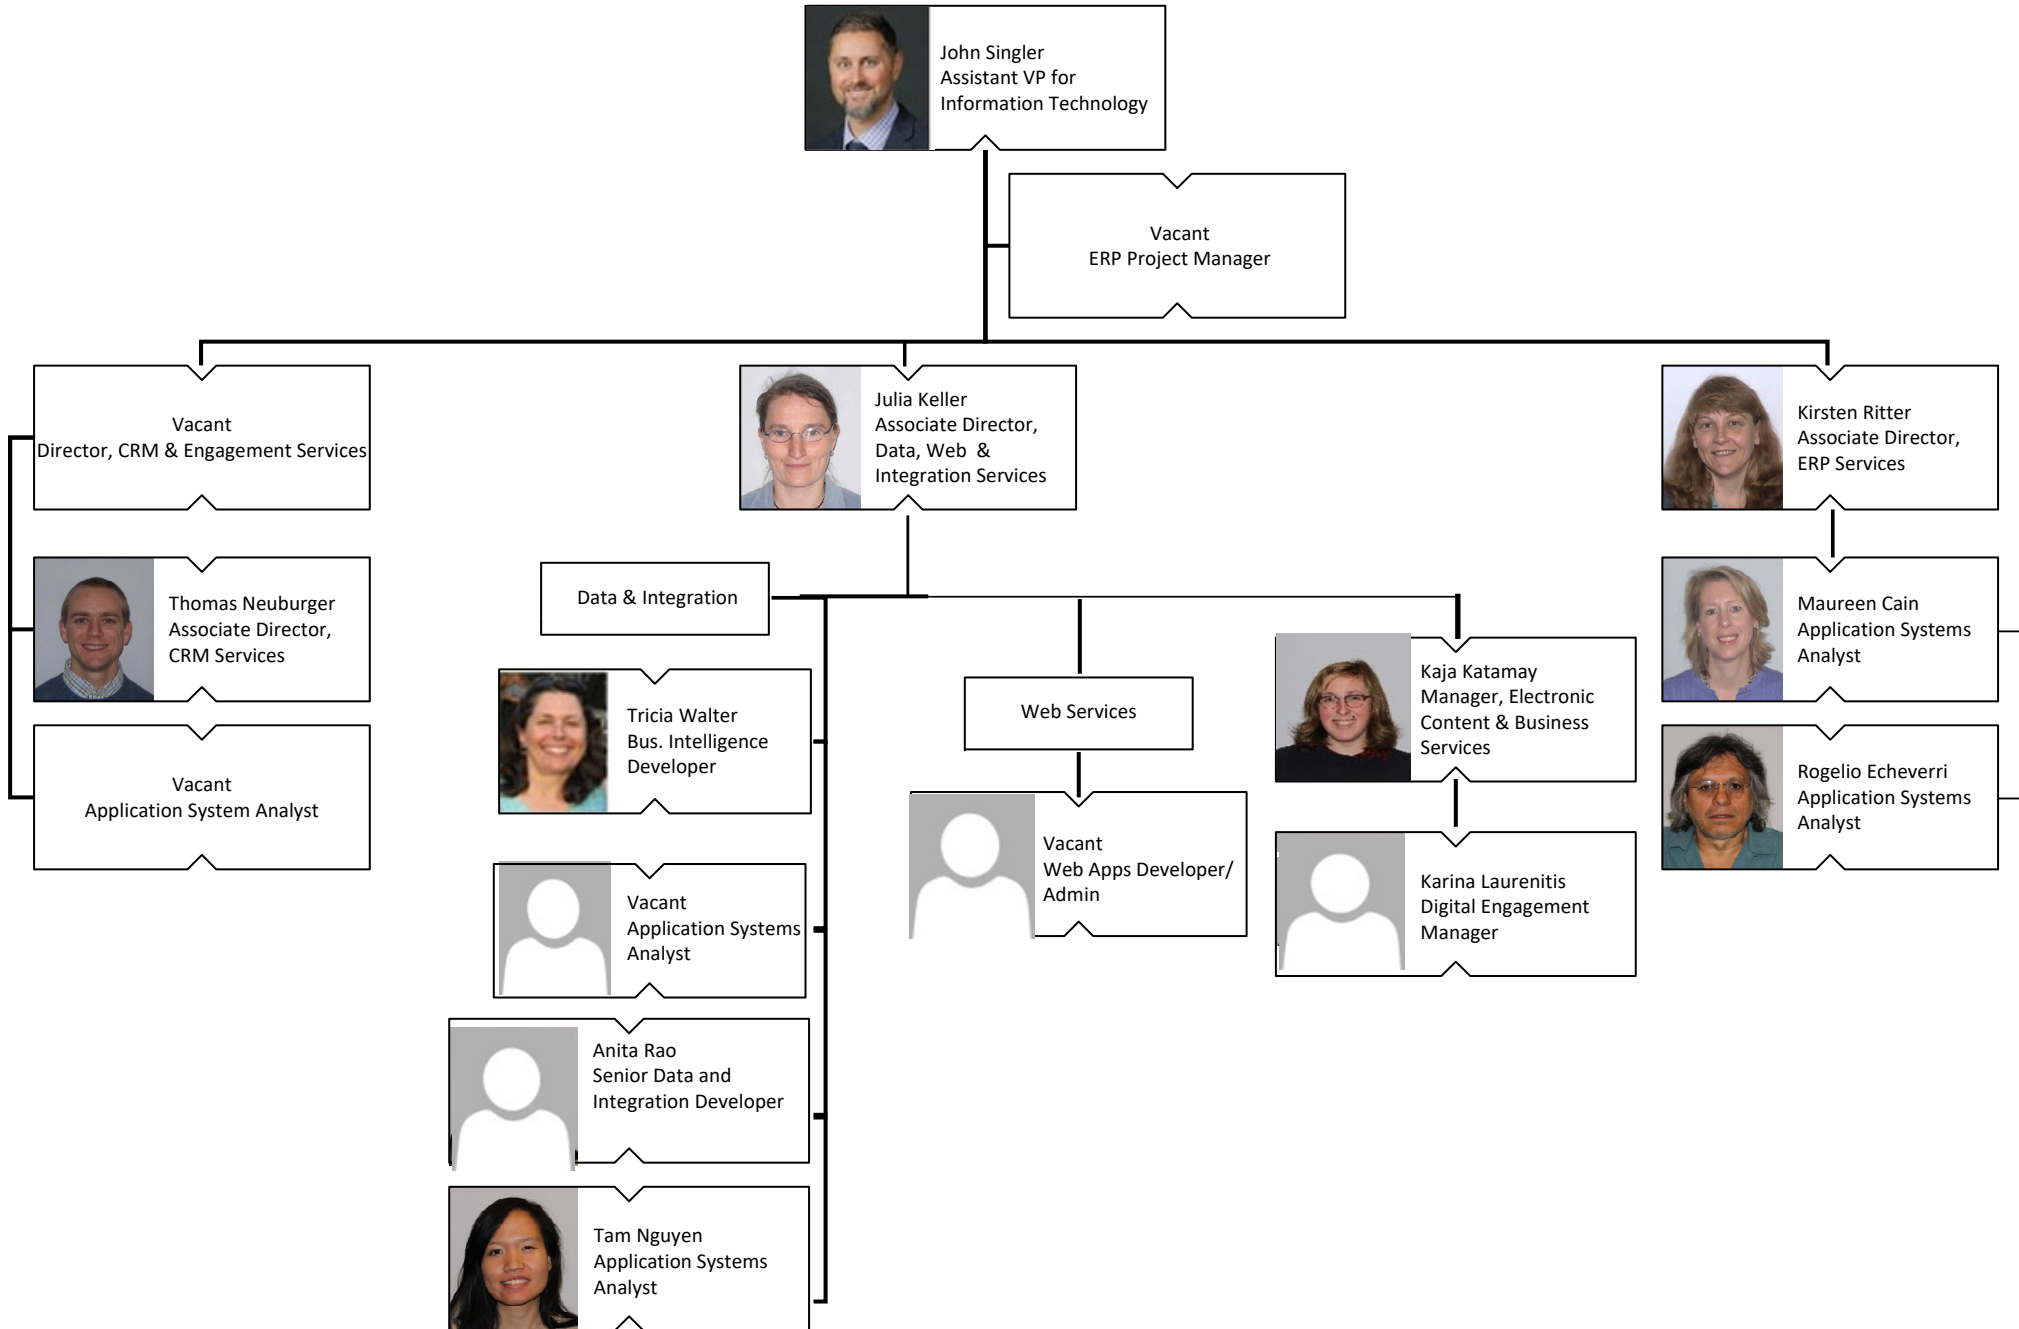 John Singler
Assistant VP for
Information Technology
Vacant
ERP Project Manager
Vacant
Director, CRM & Engagement Services
Julia Keller
Associate Director,
Data, Web &
Integration Services
Kirsten Ritter
Associate Director,
ERP Services
Thomas Neuburger
Associate Director,
CRM Services
Data & Integration
Maureen Cain
Application Systems
Analyst
Tricia Walter
Bus. Intelligence
Developer
Web Services
Kaja Katamay
Manager, Electronic
Content & Business
Services
Vacant
Application System Analyst
Rogelio Echeverri
Application Systems
Analyst
Vacant
Application Systems
Analyst
Vacant
Web Apps Developer/
Admin
Karina Laurenitis
Digital Engagement
Manager
Anita Rao
Senior Data and
Integration Developer
Tam Nguyen
Application Systems
Analyst